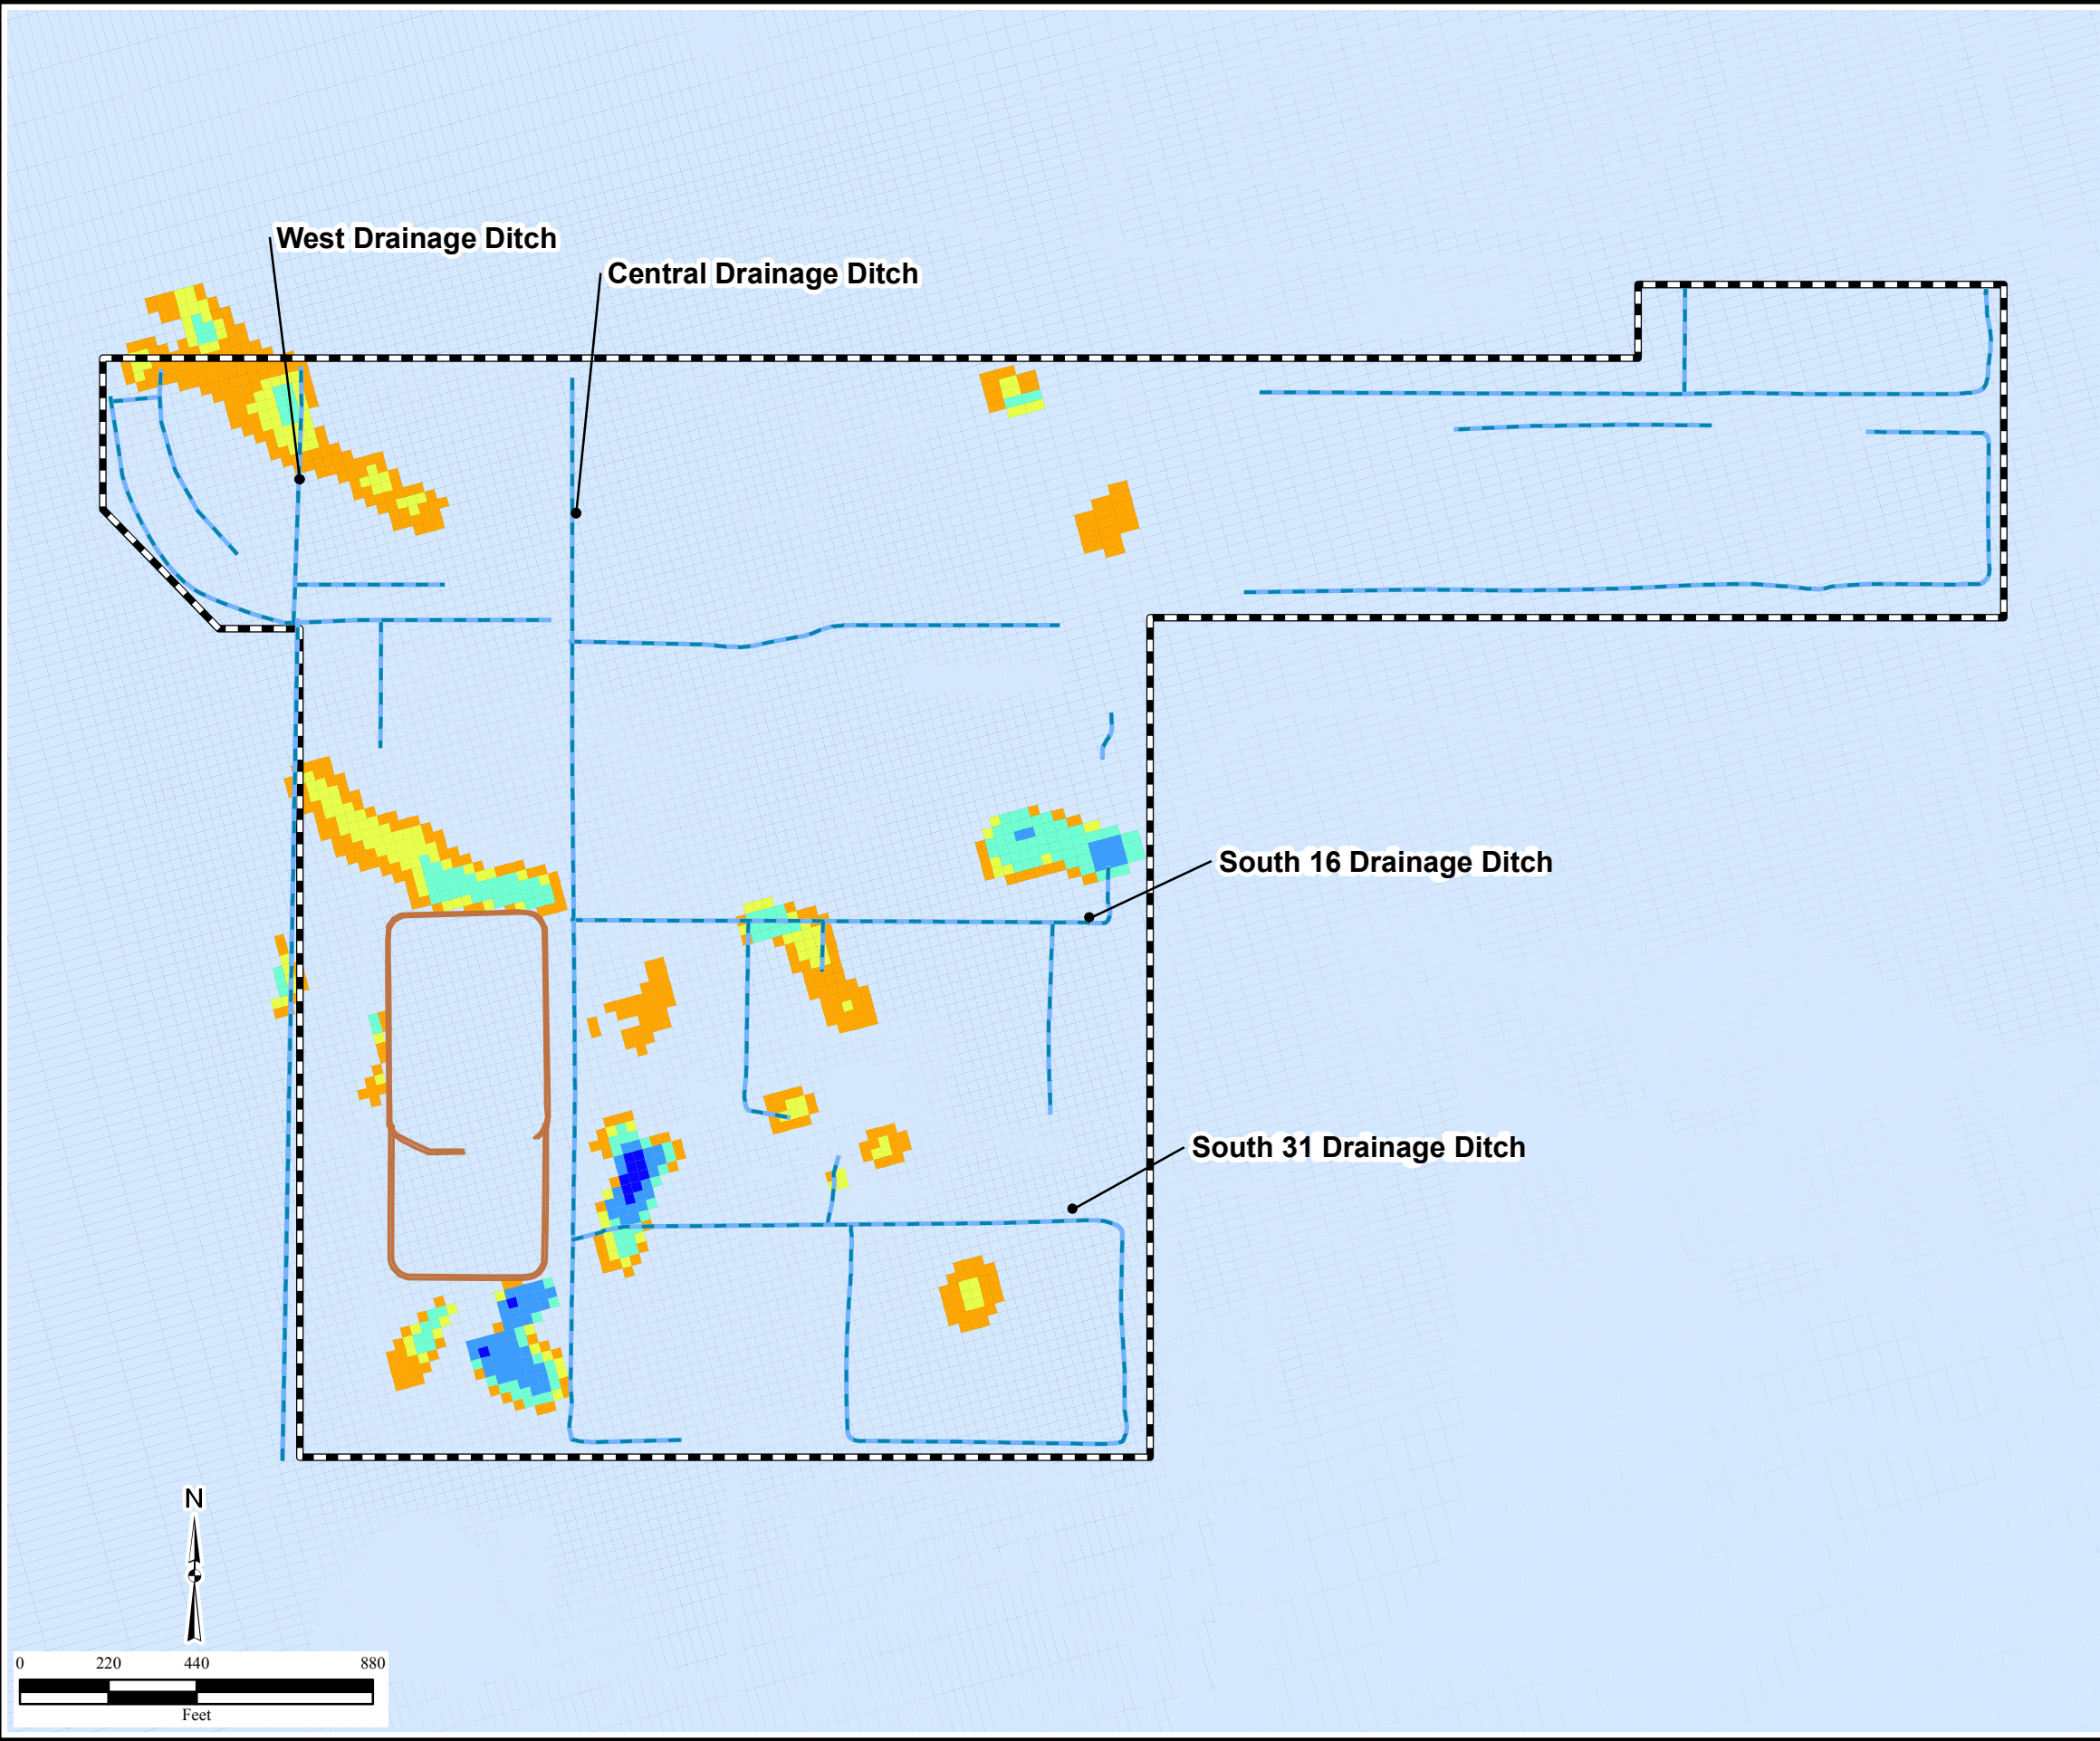 West Drainage Ditch
Central Drainage Ditch
South 16 Drainage Ditch
South 31 Drainage Ditch
N
0 220 440 880
Feet